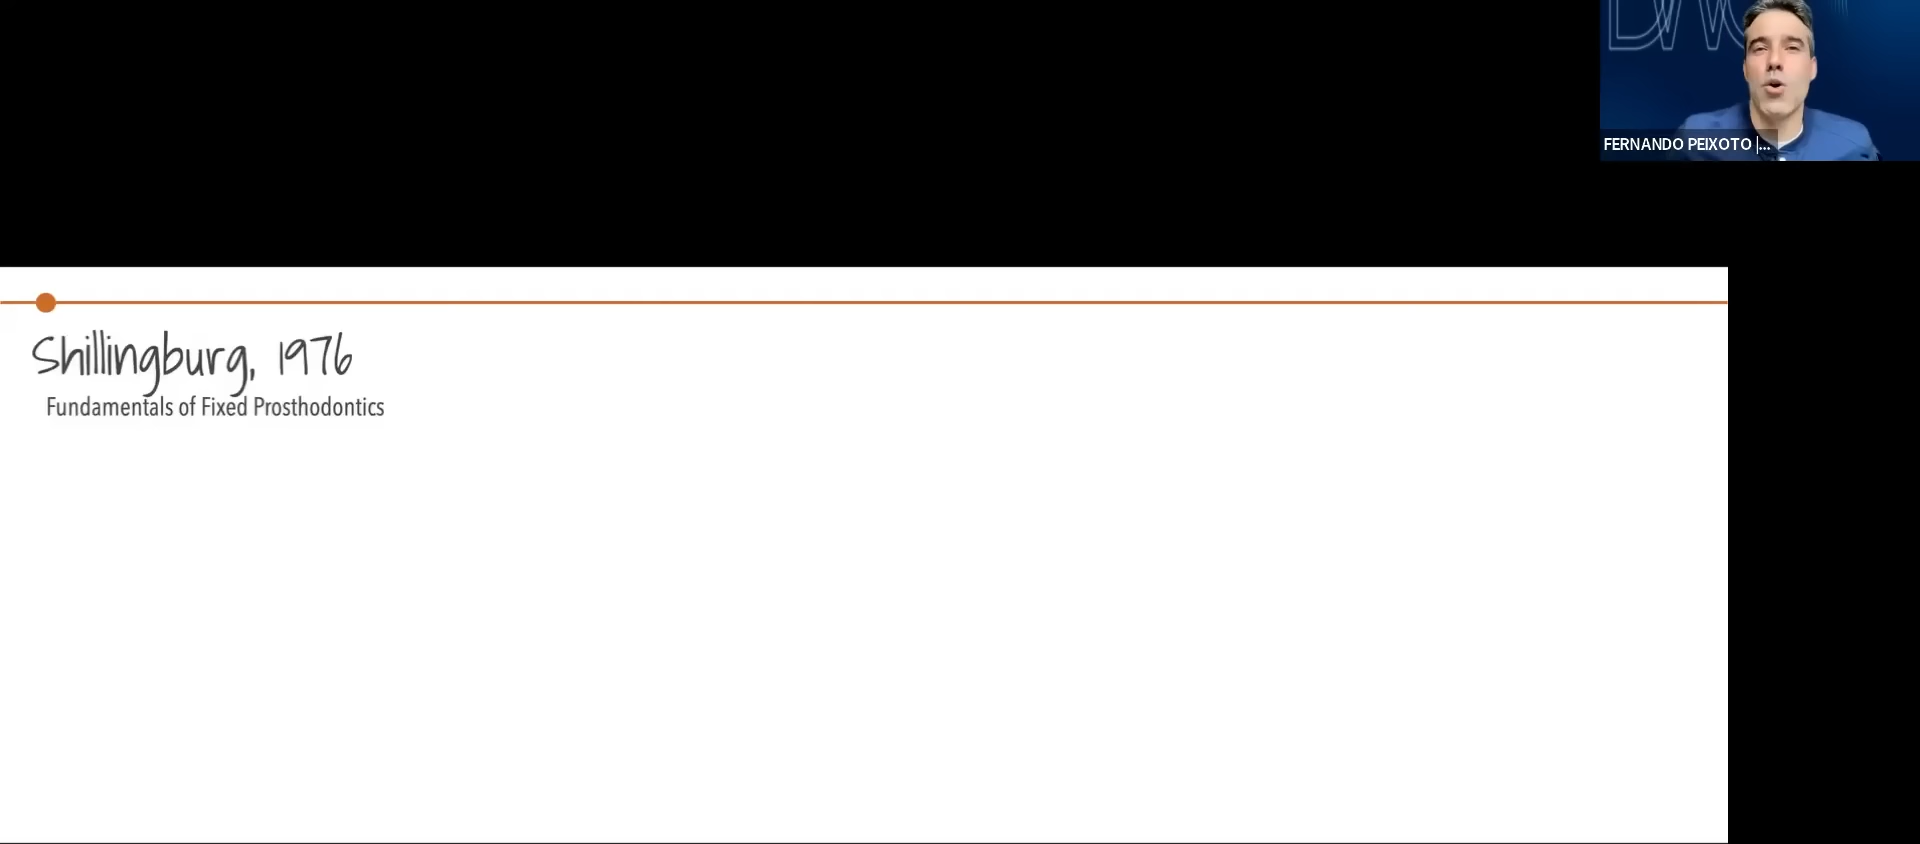 FERNANDO PEIXOTO |...
Shillingburg, 1976
Fundamentals of Fixed Prosthodontics